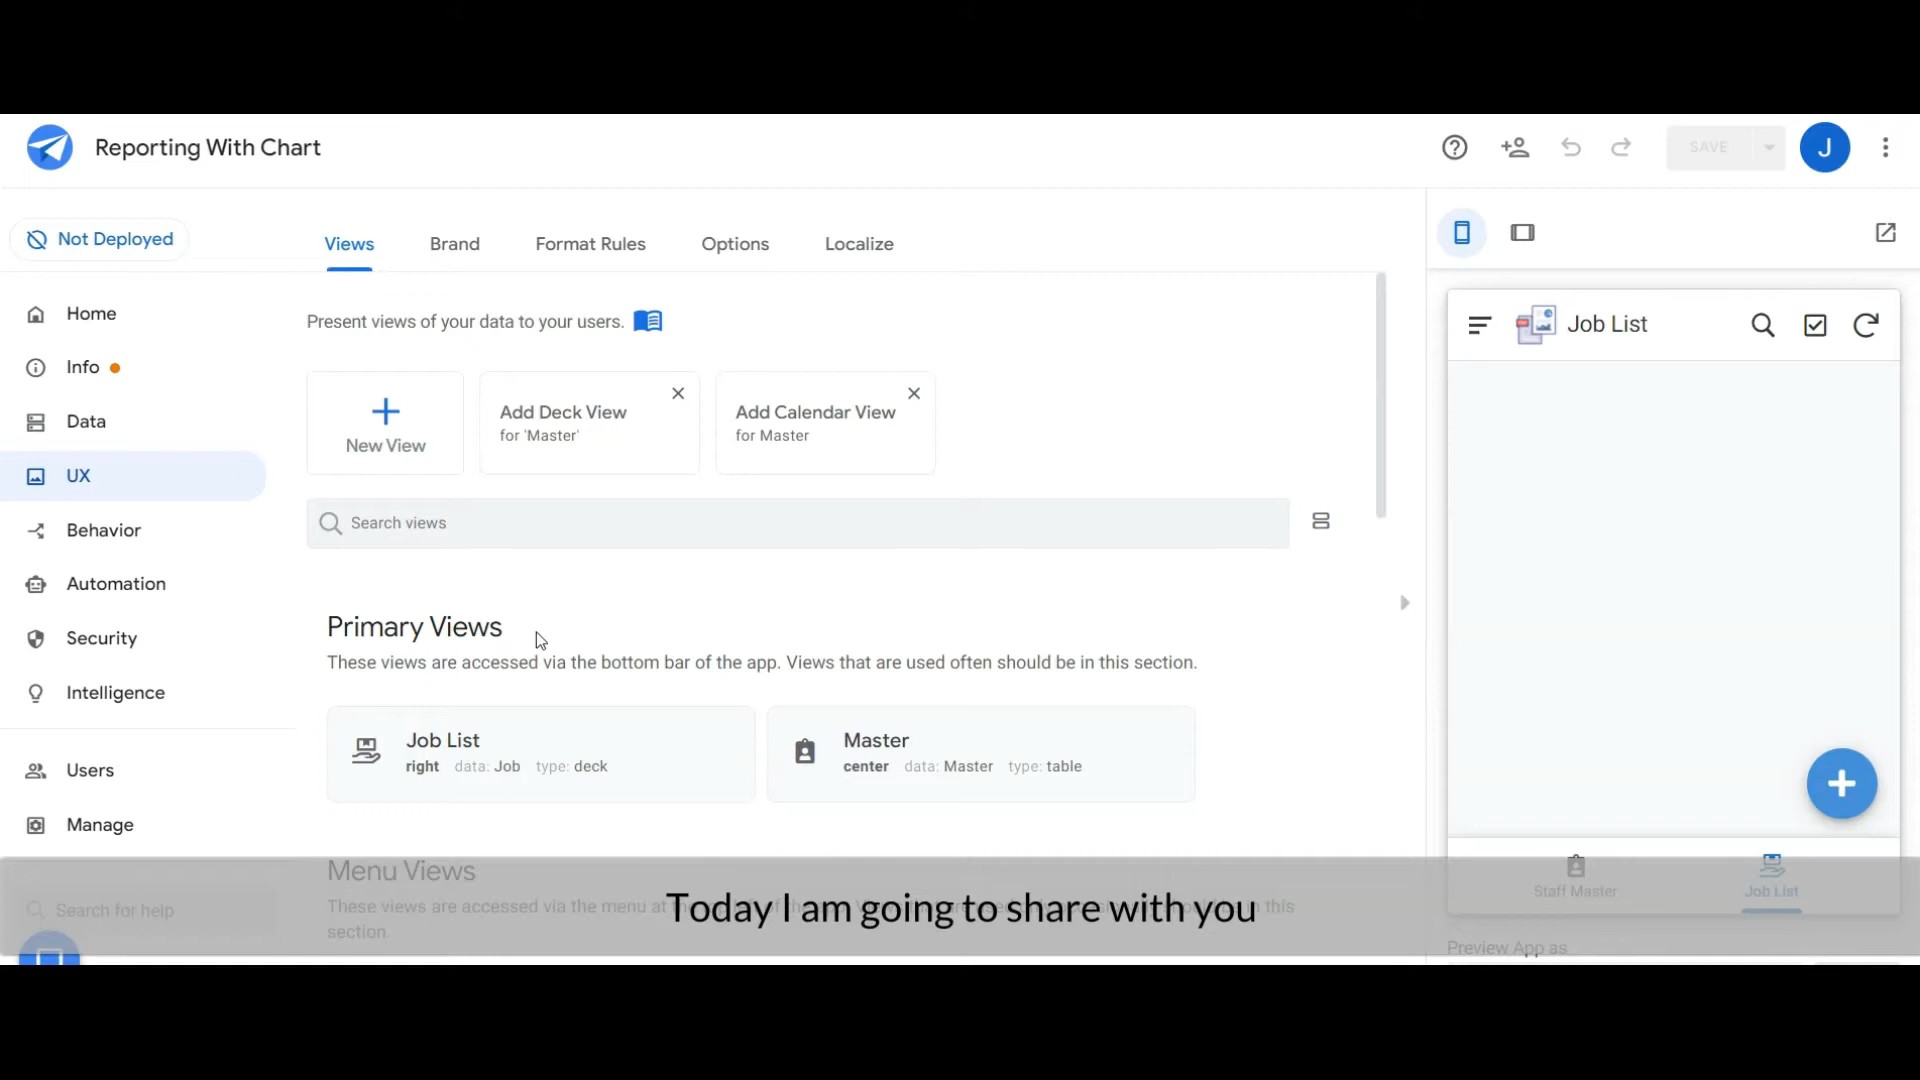 Reporting With Chart
SAVE
J
Not Deployed
Views
Brand
Format Rules
Options
Localize
Home
Info
Data
UX
Behavior
Automation
Security
Intelligence
Users
Manage
Search for help
Present views of your data to your users.
New View
Add Deck View
for 'Master'
Add Calendar View
for Master
Search views
Primary Views
These views are accessed via the bottom bar of the app. Views that are used often should be in this section.
Job List
right data: Job type: deck
Master
center data: Master type: table
Menu Views
These views are accessed via the menu at
should be in this
section.
Today I am going to share with you
Job List
Staff Master
Job List
Preview App as